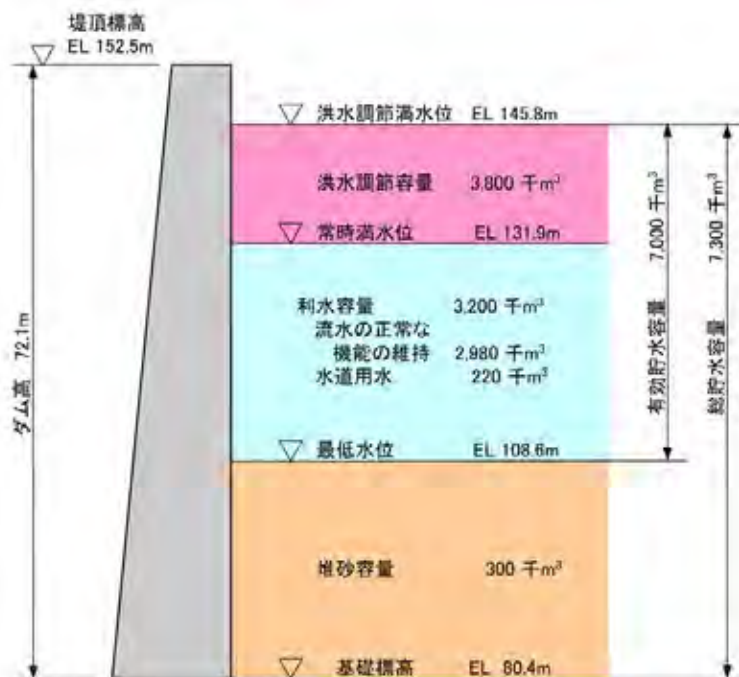 堤頂標高
EL 152.5m
洪水調節満水位 EL 145.8m
洪水調節容量 3,800 千m³
常時満水位 EL 131.9m
利水容量 3,200 千m³
流水の正常な
機能の維持 2,980 千m³
水道用水 220 千m³
最低水位 EL 108.6m
堆砂容量 300 千m³
基礎標高 EL 80.4m
ダム高 72.1m
有効貯水容量 7,000 千m³
総貯水容量 7,300 千m³